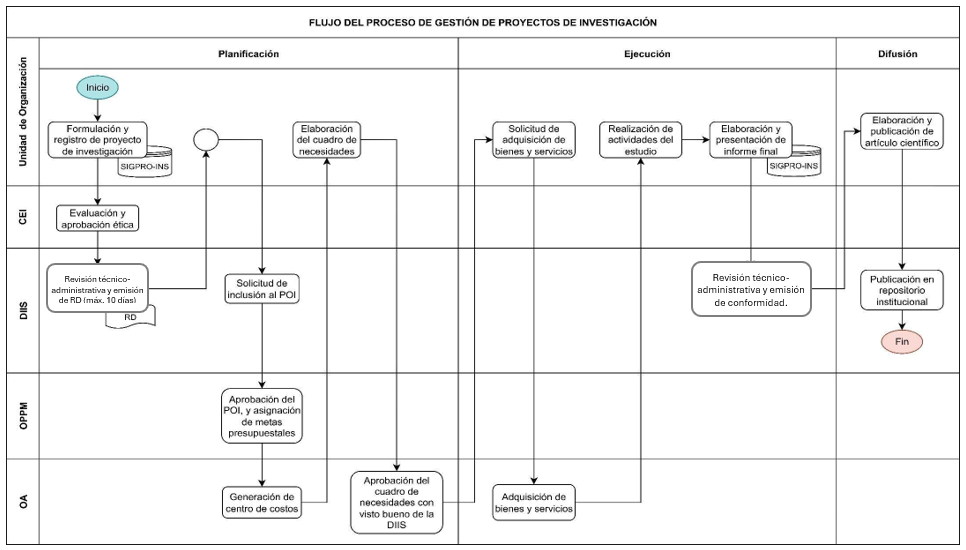 FLUJO DEL PROCESO DE GESTIÓN DE PROYECTOS DE INVESTIGACIÓN
Planificación
Ejecución
Difusión
Unidad de Organización
Inicio
Formulación y
registro de proyecto
de investigación
SIGPRO-INS
Elaboración
del cuadro de
necesidades
Solicitud de
adquisición de
bienes y servicios
Realización de
actividades del
estudio
Elaboración y
presentación de
informe final
SIGPRO-INS
Elaboración y
publicación de
artículo científico
CEI
Evaluación y
aprobación ética
DIIS
Revisión técnico-
administrativa y emisión
de RD (máx. 10 días)
RD
Solicitud de
inclusión al POI
Revisión técnico-
administrativa y emisión
de conformidad.
Publicación en
repositorio
institucional
Fin
OPPM
Aprobación del
POI, y asignación
de metas
presupuestales
OA
Generación de
centro de costos
Aprobación del
cuadro de
necesidades con
visto bueno de la
DIIS
Adquisición de
bienes y servicios